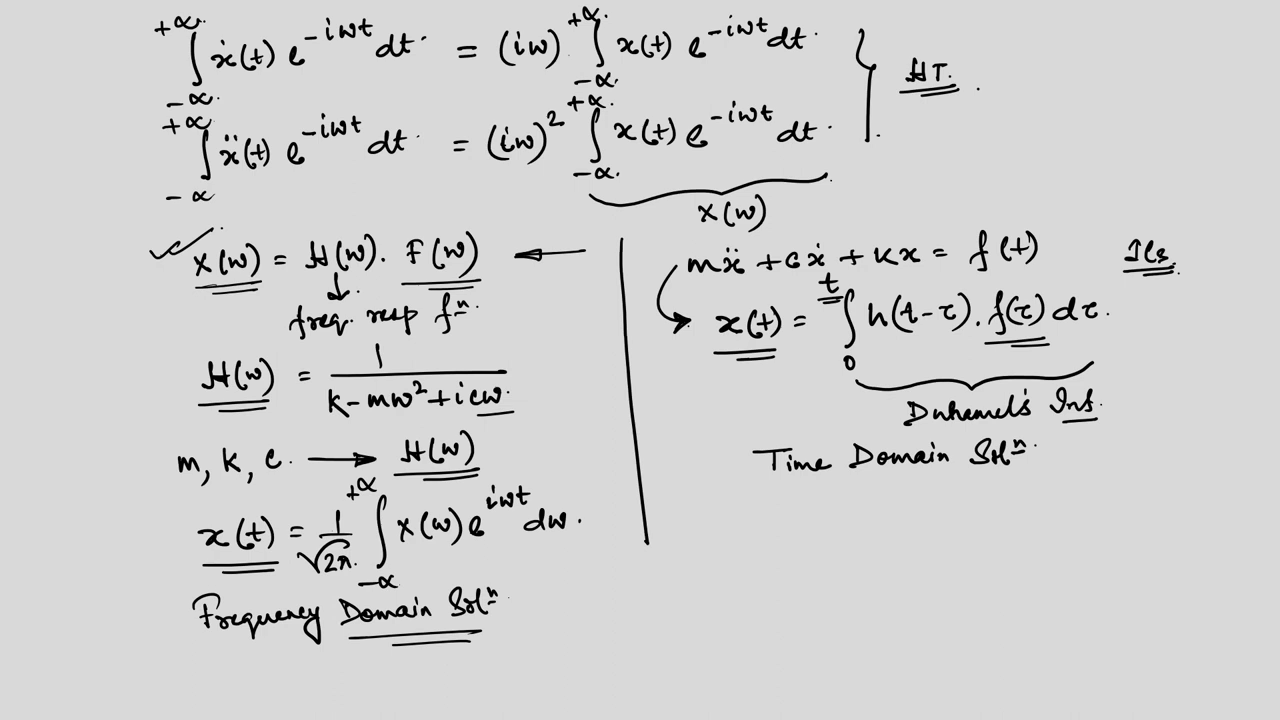 ∫_{-∝}^{+∝} ẋ(t) e^{-iωt} dt = (iω) ∫_{-∝}^{+∝} x(t) e^{-iωt} dt
HT.
∫_{-∝}^{+∝} ẍ(t) e^{-iωt} dt = (iω)² ∫_{-∝}^{+∝} x(t) e^{-iωt} dt
X(ω)
X(ω) = H(ω). F(ω) ←
↓
freq. resp fⁿ.
H(ω) = 1 / (k-mω²+icω)
m, k, c. → H(ω)
x(t) = 1/√2π ∫_{-∝}^{+∝} X(ω) e^{iωt} dω.
Frequency Domain Solⁿ
mẍ + cẋ + kx = f(t) ICs
x(t) = ∫_0^t h(t-τ). f(τ) dτ.
Duhamel's Int.
Time Domain Solⁿ.